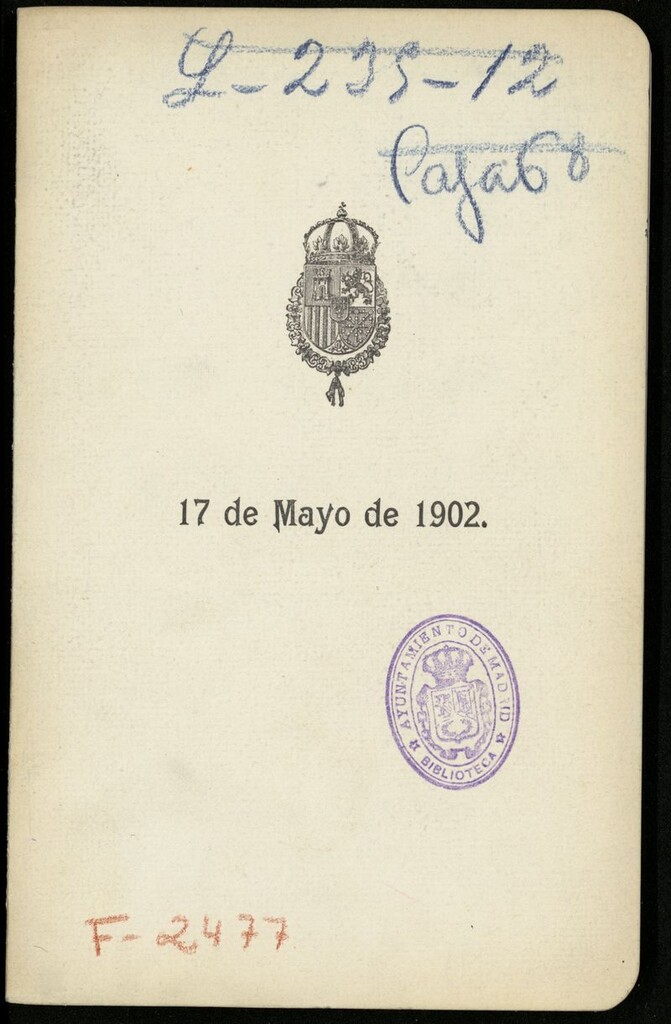 L-235-12
Caja 68
17 de Mayo de 1902.
AYUNTAMIENTO DE MADRID
BIBLIOTECA
F-2477